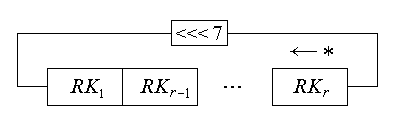 <<< 7
← *
RK₁ RKᵣ₋₁ ... RKᵣ